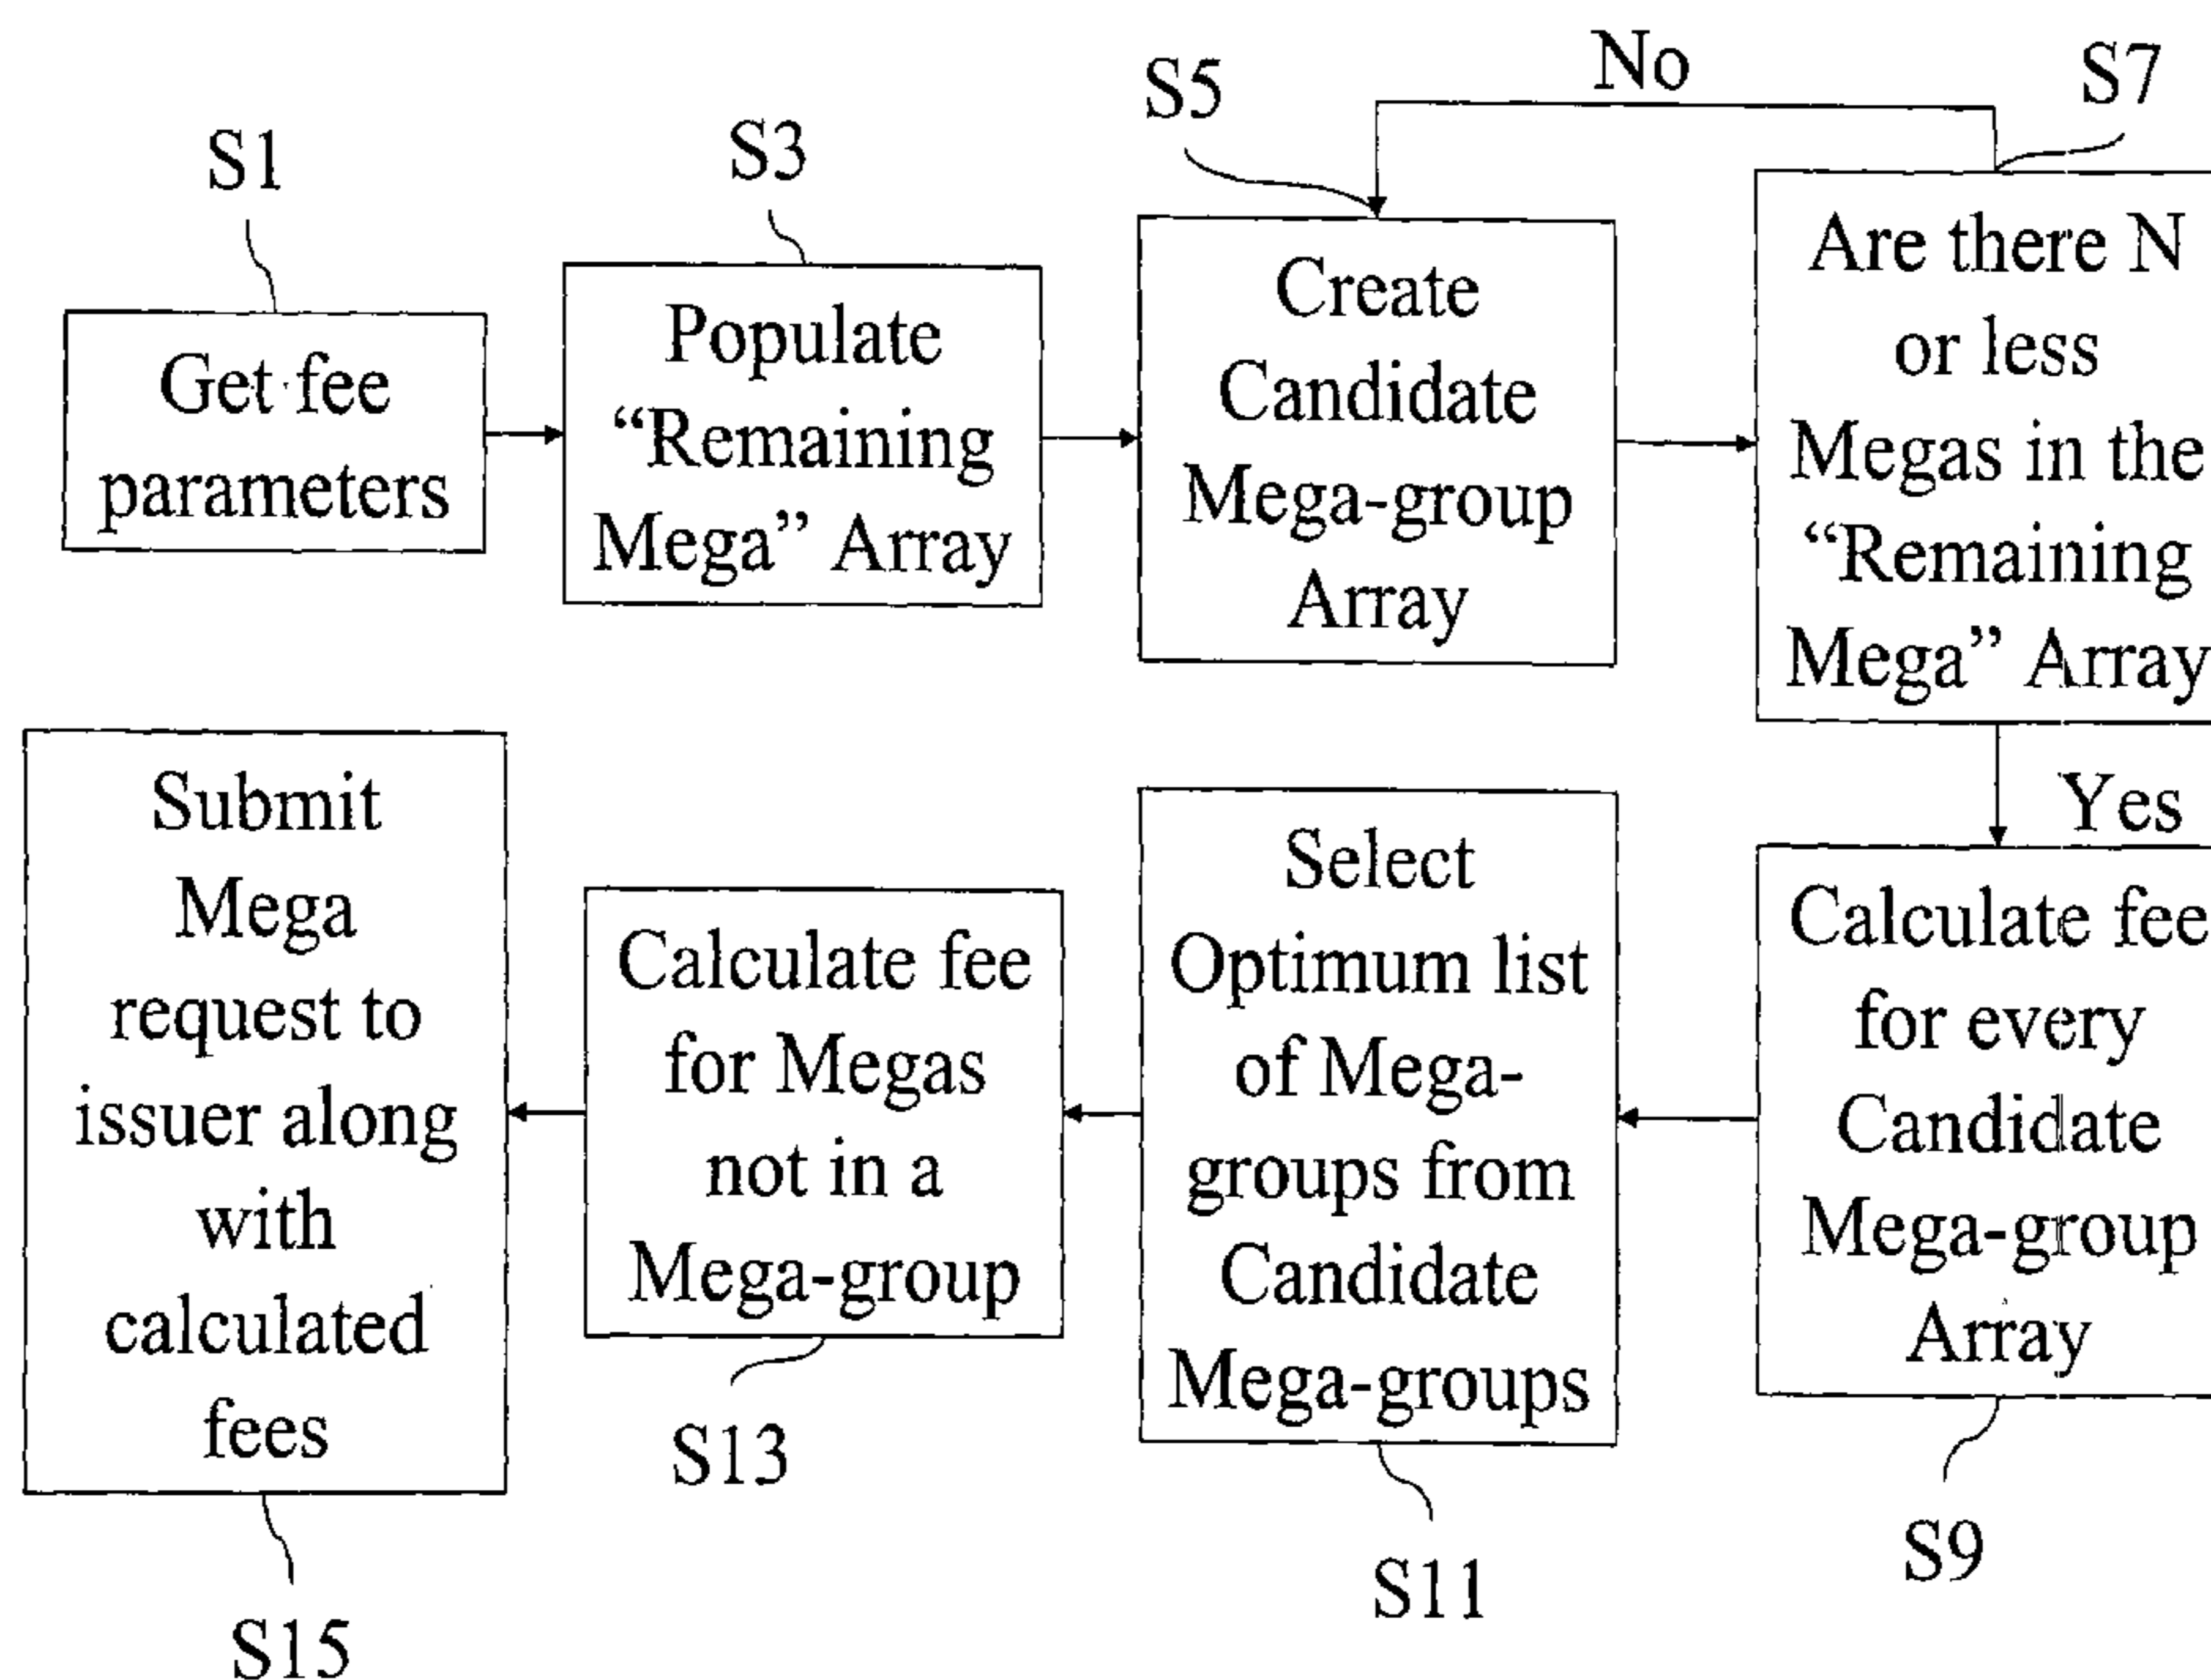 S1
Get fee
parameters
S3
Populate
“Remaining
Mega” Array
S5
Create
Candidate
Mega-group
Array
No
S7
Are there N
or less
Megas in the
“Remaining
Mega” Array
Yes
Calculate fee
for every
Candidate
Mega-group
Array
S9
Select
Optimum list
of Mega-
groups from
Candidate
Mega-groups
S11
Calculate fee
for Megas
not in a
Mega-group
S13
Submit
Mega
request to
issuer along
with
calculated
fees
S15